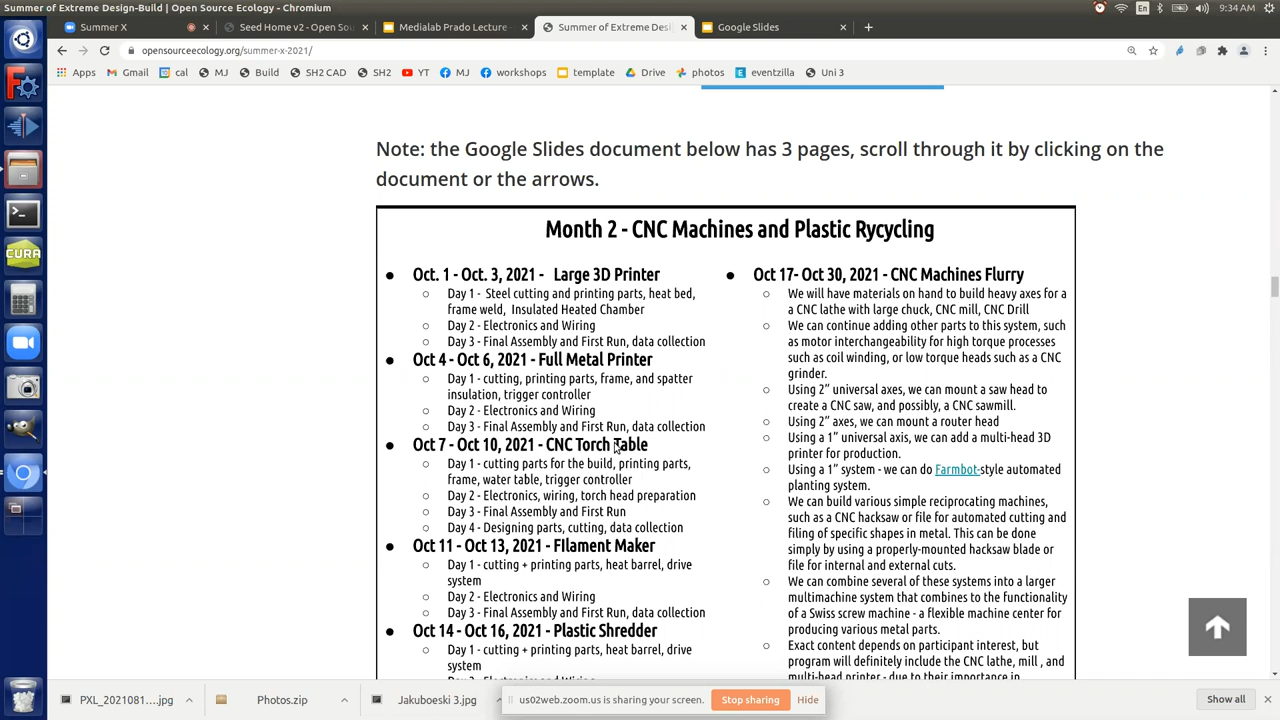 Summer of Extreme Design-Build | Open Source Ecology - Chromium
En
9:34 AM
Summer X
Seed Home v2 - Open Sou
Medialab Prado Lecture -
Summer of Extreme Desi
Google Slides
opensourceecology.org/summer-x-2021/
Apps
Gmail
cal
MJ
Build
SH2 CAD
SH2
YT
MJ
workshops
template
Drive
photos
eventzilla
Uni 3
Note: the Google Slides document below has 3 pages, scroll through it by clicking on the
document or the arrows.
Month 2 - CNC Machines and Plastic Rycycling
Oct. 1 - Oct. 3, 2021 - Large 3D Printer
Day 1 - Steel cutting and printing parts, heat bed,
frame weld, Insulated Heated Chamber
Day 2 - Electronics and Wiring
Day 3 - Final Assembly and First Run, data collection
Oct 4 - Oct 6, 2021 - Full Metal Printer
Day 1 - cutting, printing parts, frame, and spatter
insulation, trigger controller
Day 2 - Electronics and Wiring
Day 3 - Final Assembly and First Run, data collection
Oct 7 - Oct 10, 2021 - CNC Torch Table
Day 1 - cutting parts for the build, printing parts,
frame, water table, trigger controller
Day 2 - Electronics, wiring, torch head preparation
Day 3 - Final Assembly and First Run
Day 4 - Designing parts, cutting, data collection
Oct 11 - Oct 13, 2021 - FIlament Maker
Day 1 - cutting + printing parts, heat barrel, drive
system
Day 2 - Electronics and Wiring
Day 3 - Final Assembly and First Run, data collection
Oct 14 - Oct 16, 2021 - Plastic Shredder
Day 1 - cutting + printing parts, heat barrel, drive
system
Oct 17- Oct 30, 2021 - CNC Machines Flurry
We will have materials on hand to build heavy axes for a
a CNC lathe with large chuck, CNC mill, CNC Drill
We can continue adding other parts to this system, such
as motor interchangeability for high torque processes
such as coil winding, or low torque heads such as a CNC
grinder.
Using 2” universal axes, we can mount a saw head to
create a CNC saw, and possibly, a CNC sawmill.
Using 2” axes, we can mount a router head
Using a 1” universal axis, we can add a multi-head 3D
printer for production.
Using a 1” system - we can do Farmbot-style automated
planting system.
We can build various simple reciprocating machines,
such as a CNC hacksaw or file for automated cutting and
filing of specific shapes in metal. This can be done
simply by using a properly-mounted hacksaw blade or
file for internal and external cuts.
We can combine several of these systems into a larger
multimachine system that combines to the functionality
of a Swiss screw machine - a flexible machine center for
producing various metal parts.
Exact content depends on participant interest, but
program will definitely include the CNC lathe, mill , and
multi-head printer - due to their importance in
CURA
PXL_2021081....jpg
Photos.zip
Jakuboeski 3.jpg
us02web.zoom.us is sharing your screen.
Stop sharing
Hide
Show all